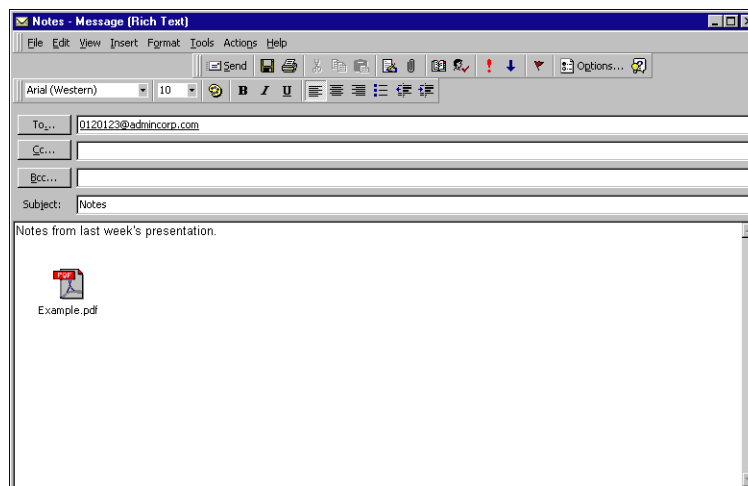 Notes - Message (Rich Text)
File Edit View Insert Format Tools Actions Help
Send Options...
Arial (Western) 10 B I U
To... 0120123@admincorp.com
Cc...
Bcc...
Subject: Notes
Notes from last week's presentation.
PDF
Example.pdf